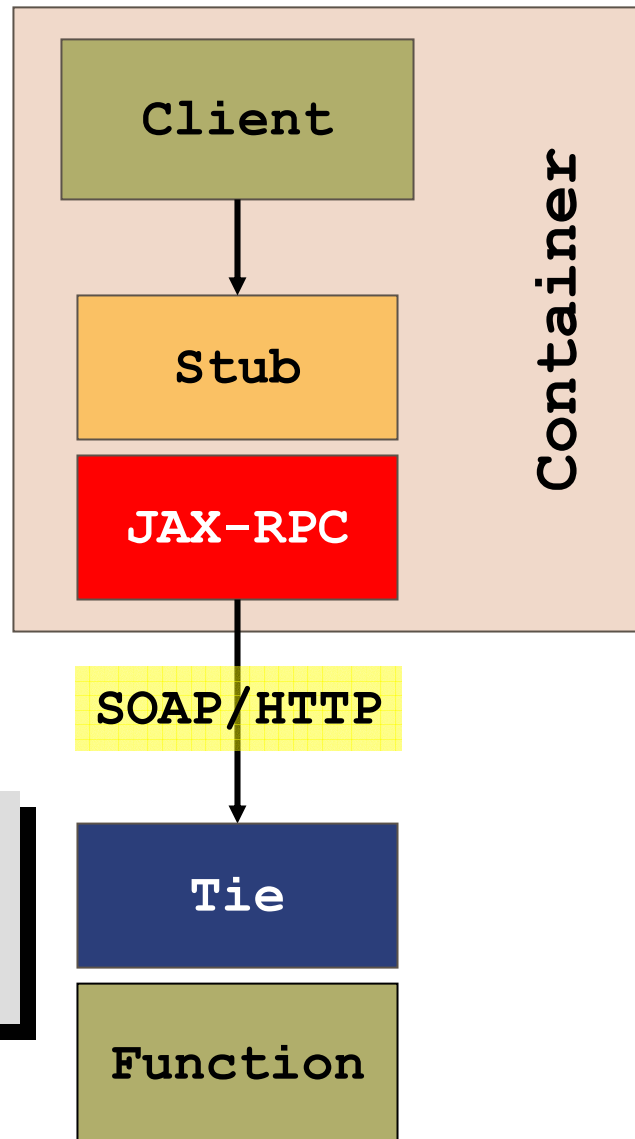 Client
Container
Stub
JAX-RPC
SOAP/HTTP
Tie
Function